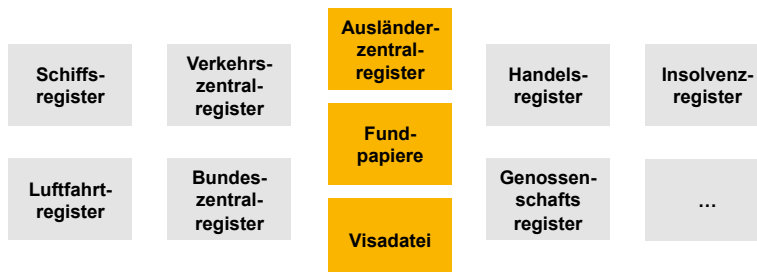 Schiffs-
register
Verkehrs-
zentral-
register
Ausländer-
zentral-
register
Handels-
register
Insolvenz-
register
Fund-
papiere
Luftfahrt-
register
Bundes-
zentral-
register
Visadatei
Genossen-
schafts
register
...